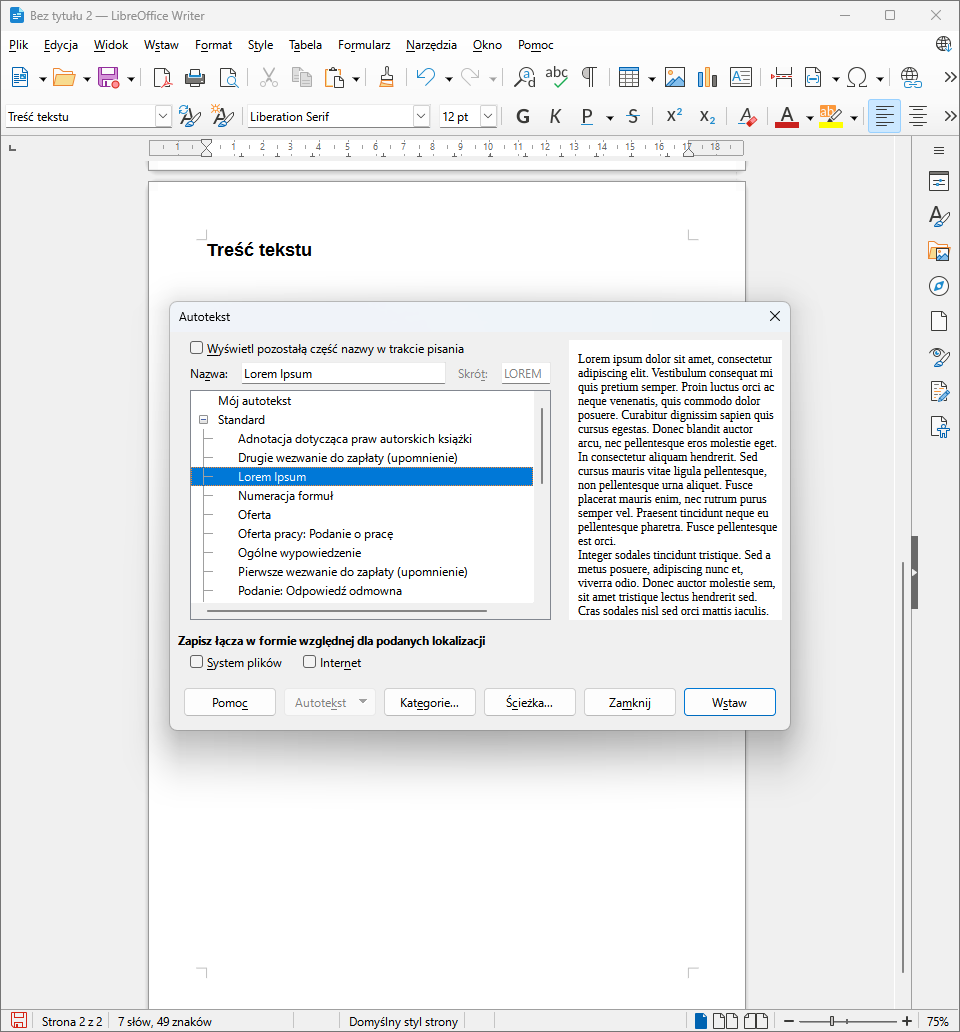 Bez tytułu 2 — LibreOffice Writer
Plik Edycja Widok Wstaw Format Style Tabela Formularz Narzędzia Okno Pomoc
abc
Treść tekstu Liberation Serif 12 pt G K P S X² X₂ A ab
1 1 2 3 4 5 6 7 8 9 10 11 12 13 14 15 16 17 18
Treść tekstu
Autotekst
Wyświetl pozostałą część nazwy w trakcie pisania
Nazwa: Lorem Ipsum Skrót: LOREM
Mój autotekst
Standard
Adnotacja dotycząca praw autorskich książki
Drugie wezwanie do zapłaty (upomnienie)
Lorem Ipsum
Numeracja formuł
Oferta
Oferta pracy: Podanie o pracę
Ogólne wypowiedzenie
Pierwsze wezwanie do zapłaty (upomnienie)
Podanie: Odpowiedź odmowna
Lorem ipsum dolor sit amet, consectetur
adipiscing elit. Vestibulum consequat mi
quis pretium semper. Proin luctus orci ac
neque venenatis, quis commodo dolor
posuere. Curabitur dignissim sapien quis
cursus egestas. Donec blandit auctor
arcu, nec pellentesque eros molestie eget.
In consectetur aliquam hendrerit. Sed
cursus mauris vitae ligula pellentesque,
non pellentesque urna aliquet. Fusce
placerat mauris enim, nec rutrum purus
semper vel. Praesent tincidunt neque eu
pellentesque pharetra. Fusce pellentesque
est orci.
Integer sodales tincidunt tristique. Sed a
metus posuere, adipiscing nunc et,
viverra odio. Donec auctor molestie sem,
sit amet tristique lectus hendrerit sed.
Cras sodales nisl sed orci mattis iaculis.
Zapisz łącza w formie względnej dla podanych lokalizacji
System plików Internet
Pomoc Autotekst Kategorie... Ścieżka... Zamknij Wstaw
Strona 2 z 2 7 słów, 49 znaków Domyślny styl strony 75%